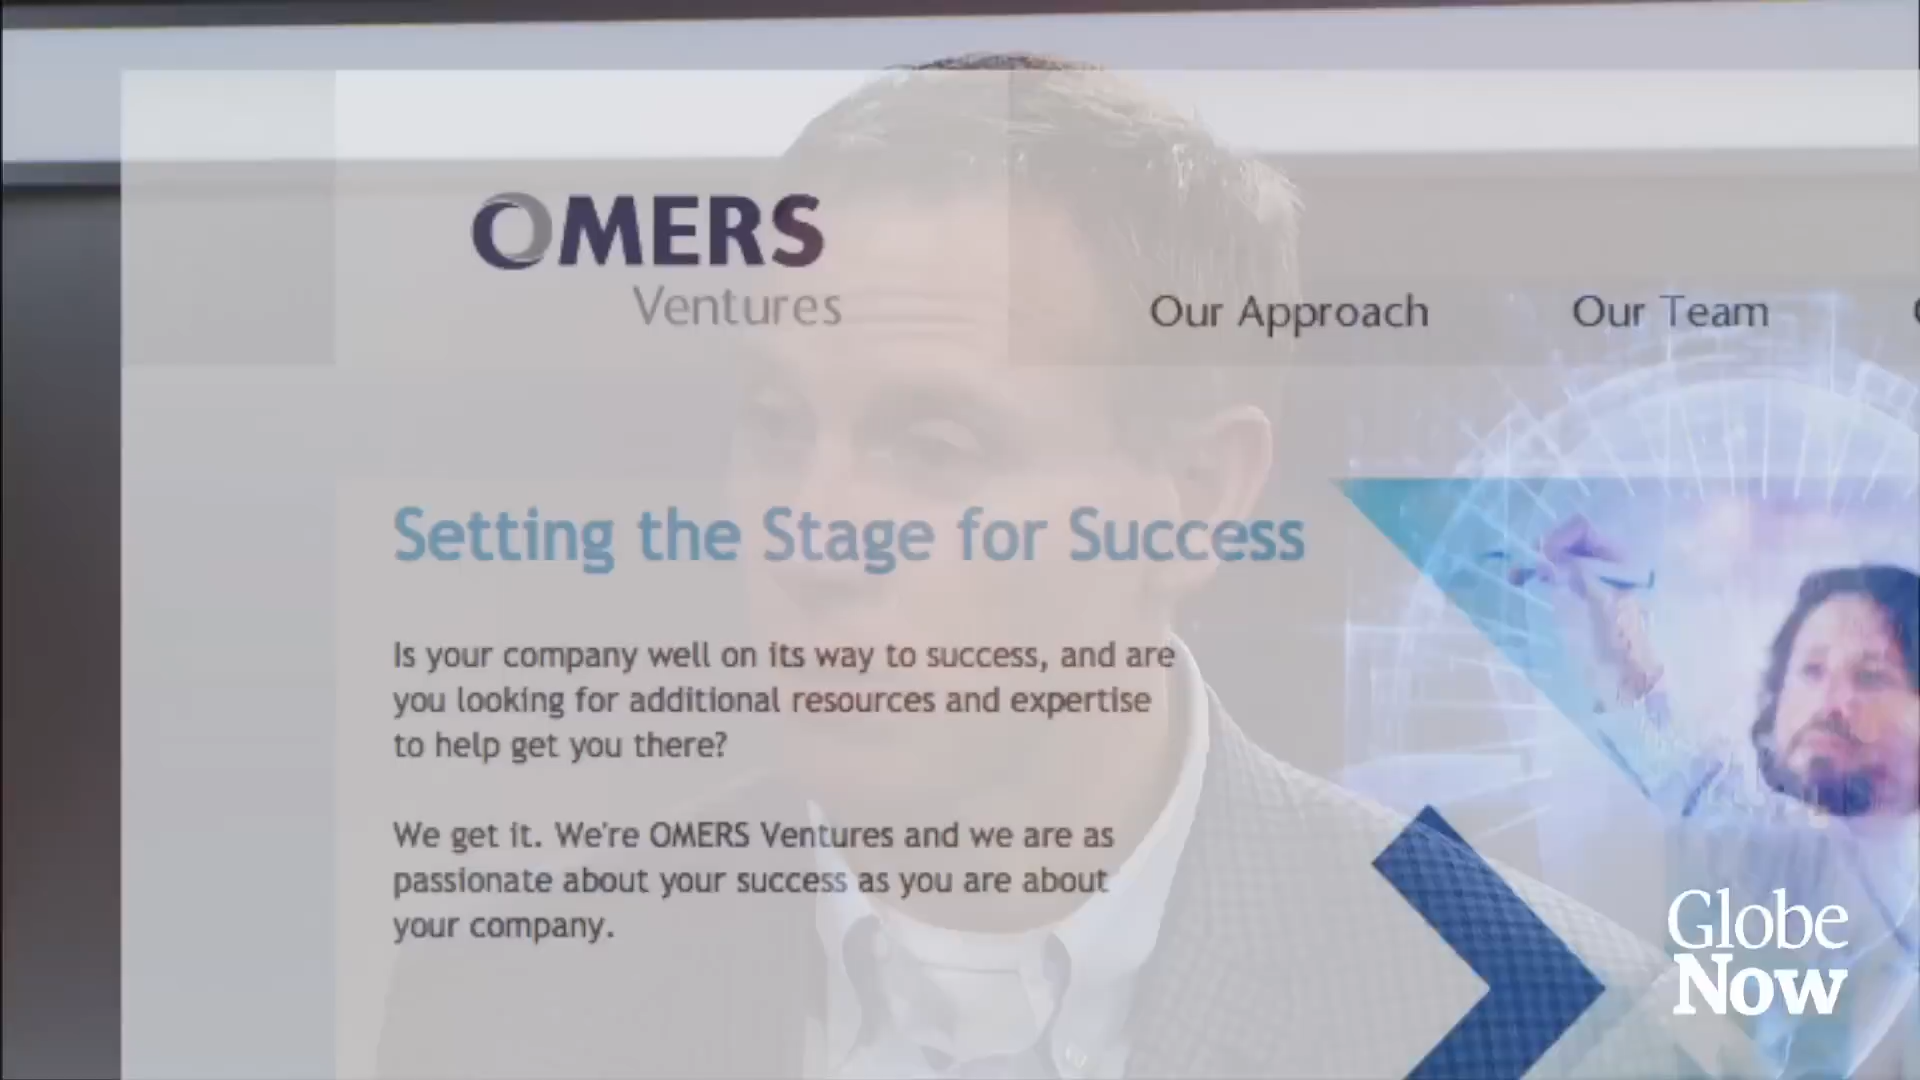 OMERS
Ventures
Our Approach
Our Team
Setting the Stage for Success
Is your company well on its way to success, and are
you looking for additional resources and expertise
to help get you there?
We get it. We're OMERS Ventures and we are as
passionate about your success as you are about
your company.
Globe
Now